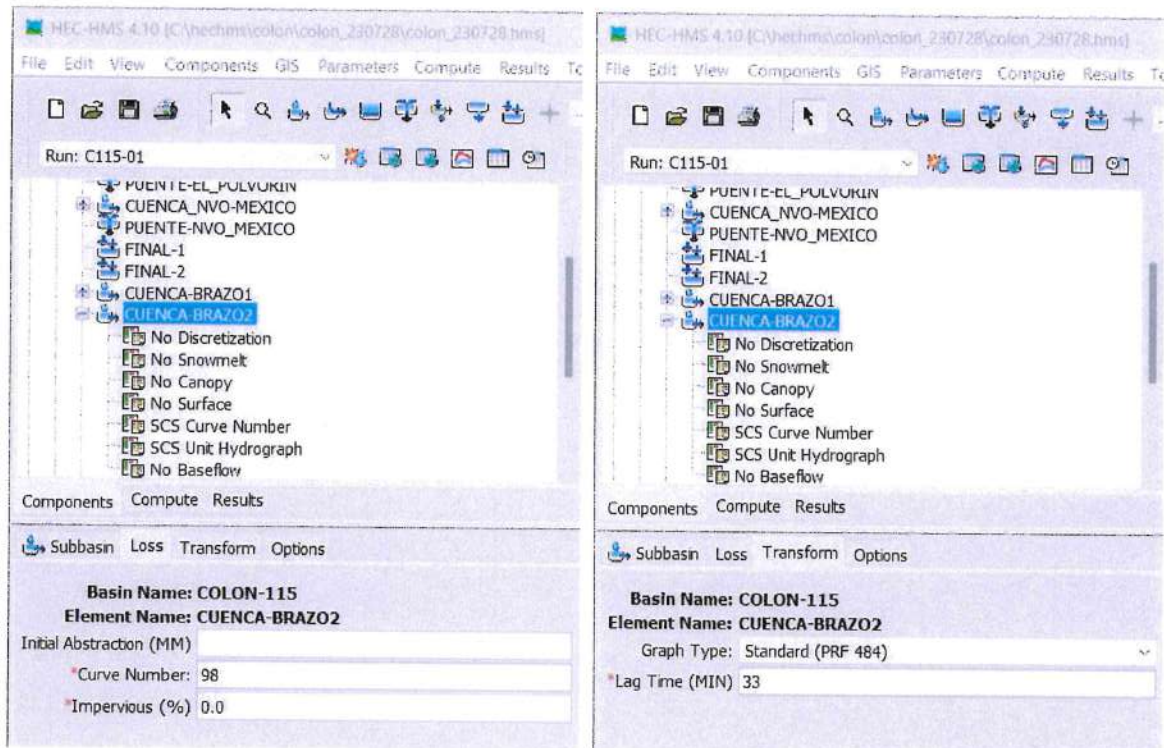 HEC-HMS 4.10 [C:\hechms\colon\colon_230728\colon_230728.hms]
File Edit View Components GIS Parameters Compute Results
Run: C115-01
PUENTE-EL_POLVORIN
CUENCA_NVO-MEXICO
PUENTE-NVO_MEXICO
FINAL-1
FINAL-2
CUENCA-BRAZO1
CUENCA-BRAZO2
No Discretization
No Snowmelt
No Canopy
No Surface
SCS Curve Number
SCS Unit Hydrograph
No Baseflow
Components Compute Results
Subbasin Loss Transform Options
Basin Name: COLON-115
Element Name: CUENCA-BRAZO2
Initial Abstraction (MM)
*Curve Number: 98
*Impervious (%) 0.0
HEC-HMS 4.10 [C:\hechms\colon\colon_230728\colon_230728.hms]
File Edit View Components GIS Parameters Compute Results
Run: C115-01
PUENTE-EL_POLVORIN
CUENCA_NVO-MEXICO
PUENTE-NVO_MEXICO
FINAL-1
FINAL-2
CUENCA-BRAZO1
CUENCA-BRAZO2
No Discretization
No Snowmelt
No Canopy
No Surface
SCS Curve Number
SCS Unit Hydrograph
No Baseflow
Components Compute Results
Subbasin Loss Transform Options
Basin Name: COLON-115
Element Name: CUENCA-BRAZO2
Graph Type: Standard (PRF 484)
*Lag Time (MIN) 33